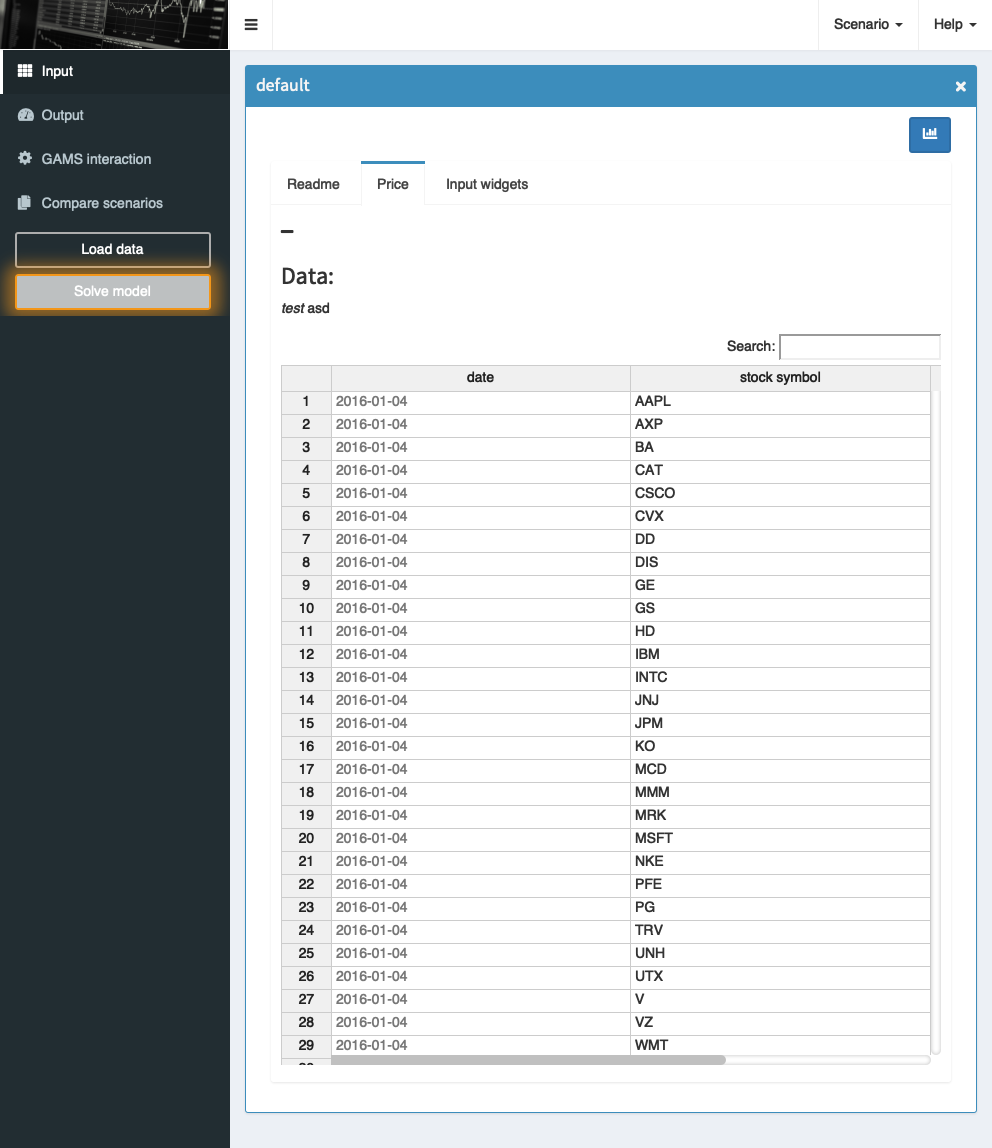 Scenario Help
Input
Output
GAMS interaction
Compare scenarios
Load data
Solve model
default
Readme Price Input widgets
Data:
test asd
Search:
date stock symbol
1 2016-01-04 AAPL
2 2016-01-04 AXP
3 2016-01-04 BA
4 2016-01-04 CAT
5 2016-01-04 CSCO
6 2016-01-04 CVX
7 2016-01-04 DD
8 2016-01-04 DIS
9 2016-01-04 GE
10 2016-01-04 GS
11 2016-01-04 HD
12 2016-01-04 IBM
13 2016-01-04 INTC
14 2016-01-04 JNJ
15 2016-01-04 JPM
16 2016-01-04 KO
17 2016-01-04 MCD
18 2016-01-04 MMM
19 2016-01-04 MRK
20 2016-01-04 MSFT
21 2016-01-04 NKE
22 2016-01-04 PFE
23 2016-01-04 PG
24 2016-01-04 TRV
25 2016-01-04 UNH
26 2016-01-04 UTX
27 2016-01-04 V
28 2016-01-04 VZ
29 2016-01-04 WMT